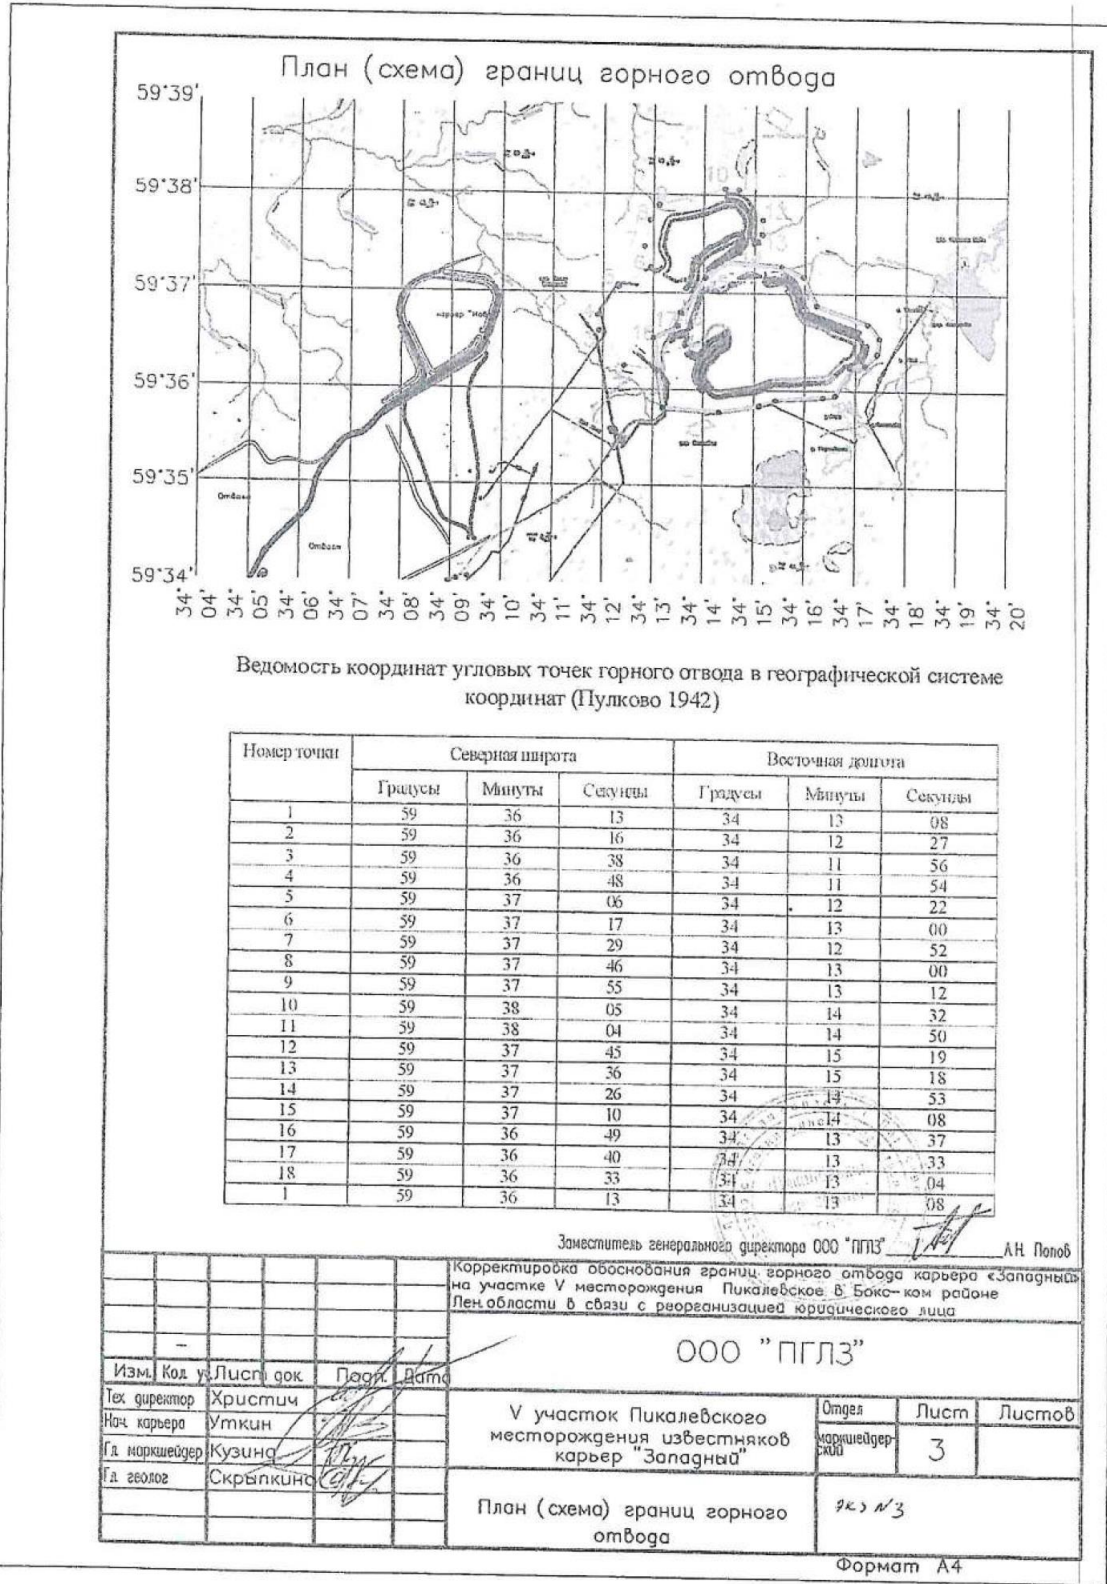 План (схема) границ горного отвода
59°39'
59°38'
59°37'
59°36'
59°35'
59°34'
карьер "Нов
Отвалы
Отвалы
34° 04' 34° 05' 34° 06' 34° 07' 34° 08' 34° 09' 34° 10' 34° 11' 34° 12' 34° 13' 34° 14' 34° 15' 34° 16' 34° 17' 34° 18' 34° 19' 34° 20'
Ведомость координат угловых точек горного отвода в географической системе
координат (Пулково 1942)
Номер точки Северная широта Восточная долгота
Градусы Минуты Секунды Градусы Минуты Секунды
1 59 36 13 34 13 08
2 59 36 16 34 12 27
3 59 36 38 34 11 56
4 59 36 48 34 11 54
5 59 37 06 34 12 22
6 59 37 17 34 13 00
7 59 37 29 34 12 52
8 59 37 46 34 13 00
9 59 37 55 34 13 12
10 59 38 05 34 14 32
11 59 38 04 34 14 50
12 59 37 45 34 15 19
13 59 37 36 34 15 18
14 59 37 26 34 14 53
15 59 37 10 34 14 08
16 59 36 49 34 13 37
17 59 36 40 34 13 33
18 59 36 33 34 13 04
1 59 36 13 34 13 08
Заместитель генерального директора ООО "ПГЛЗ" А.Н. Попов
Корректировка обоснования границ горного отвода карьера «Западный»
на участке V месторождения Пикалевское в Бокс-ком районе
Лен.области в связи с реорганизацией юридического лица
ООО "ПГЛЗ"
Изм. Кол. у Лист док Подп. Дата
Тех директор Христич
Нач. карьера Уткин
Гл. маркшейдер Кузина
Гл. геолог Скрыпкина
V участок Пикалевского
месторождения известняков
карьер "Западный"
Отдел Лист Листов
маркшейдер-
ский 3
План (схема) границ горного
отвода
экз N3
Формат А4